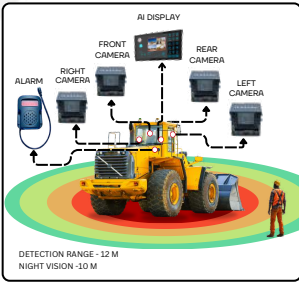 AI DISPLAY
FRONT
CAMERA
REAR
CAMERA
RIGHT
CAMERA
ALARM
LEFT
CAMERA
DETECTION RANGE - 12 M
NIGHT VISION -10 M